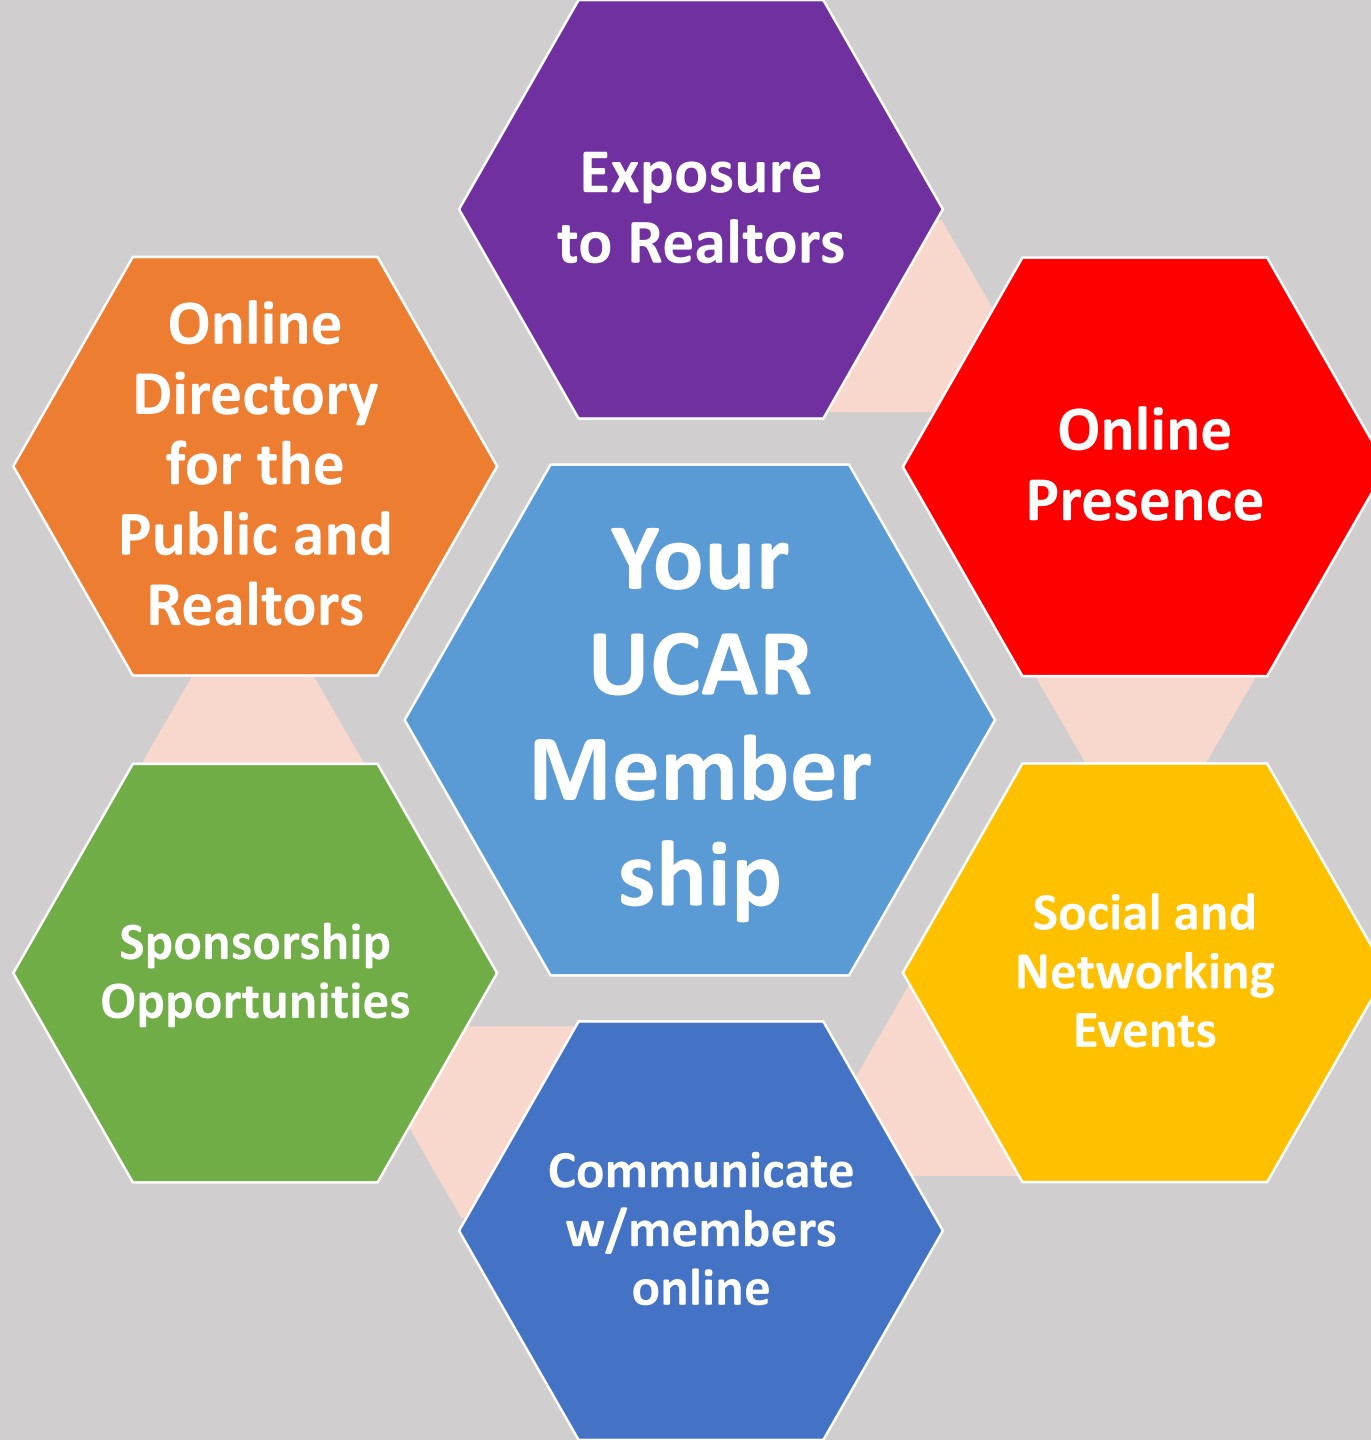 Exposure
to Realtors
Online
Presence
Social and
Networking
Events
Communicate
w/members
online
Sponsorship
Opportunities
Online
Directory
for the
Public and
Realtors
Your
UCAR
Member
ship